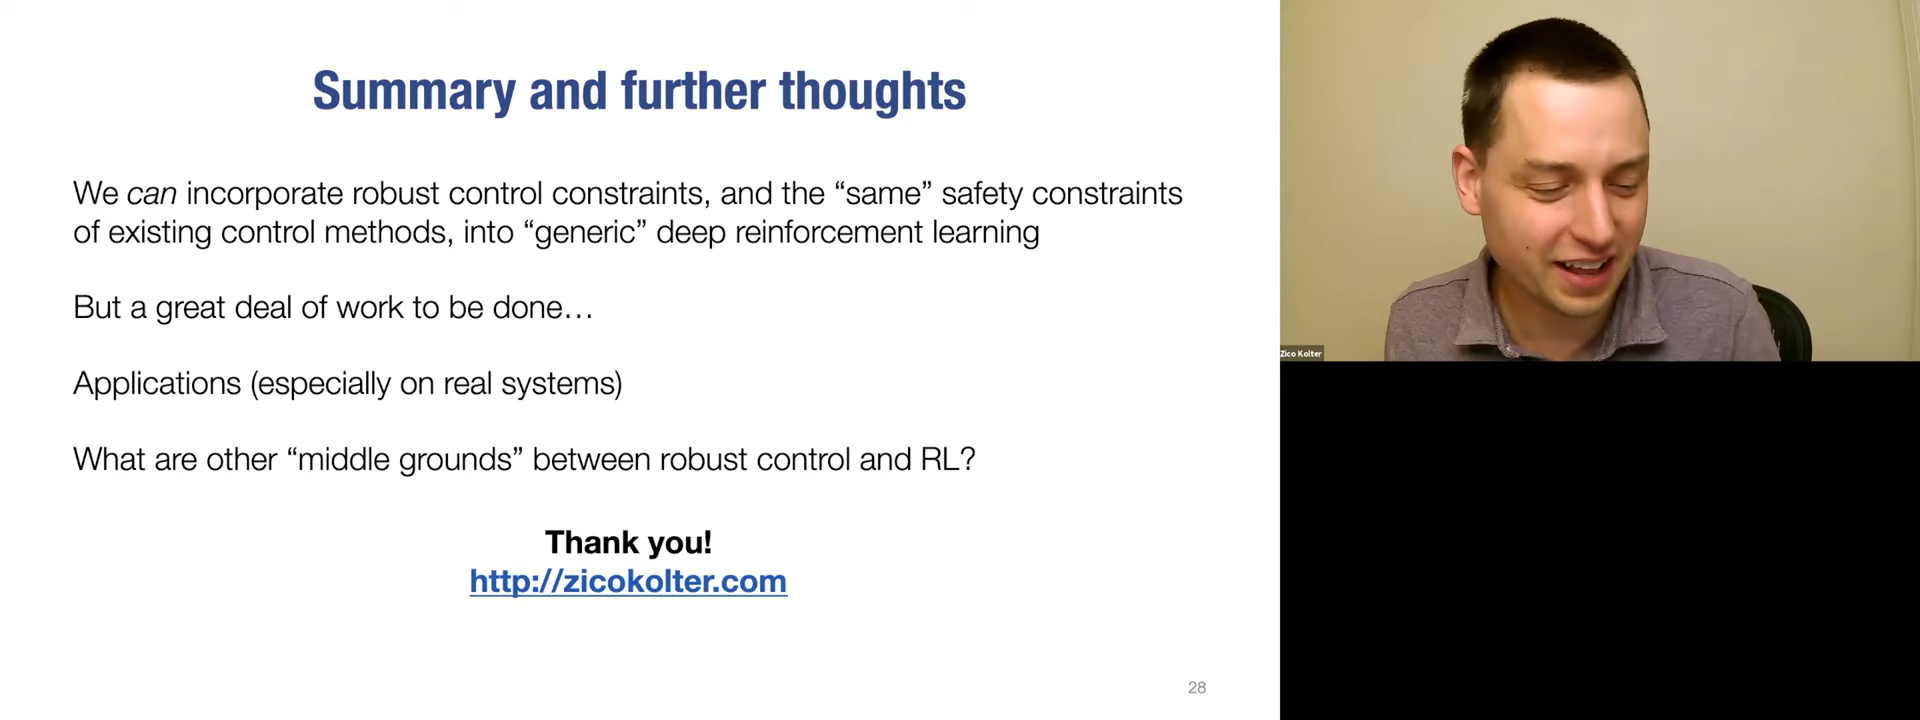 Summary and further thoughts
We can incorporate robust control constraints, and the “same” safety constraints
of existing control methods, into “generic” deep reinforcement learning
But a great deal of work to be done…
Applications (especially on real systems)
What are other “middle grounds” between robust control and RL?
Thank you!
http://zicokolter.com
28
Zico Kolter